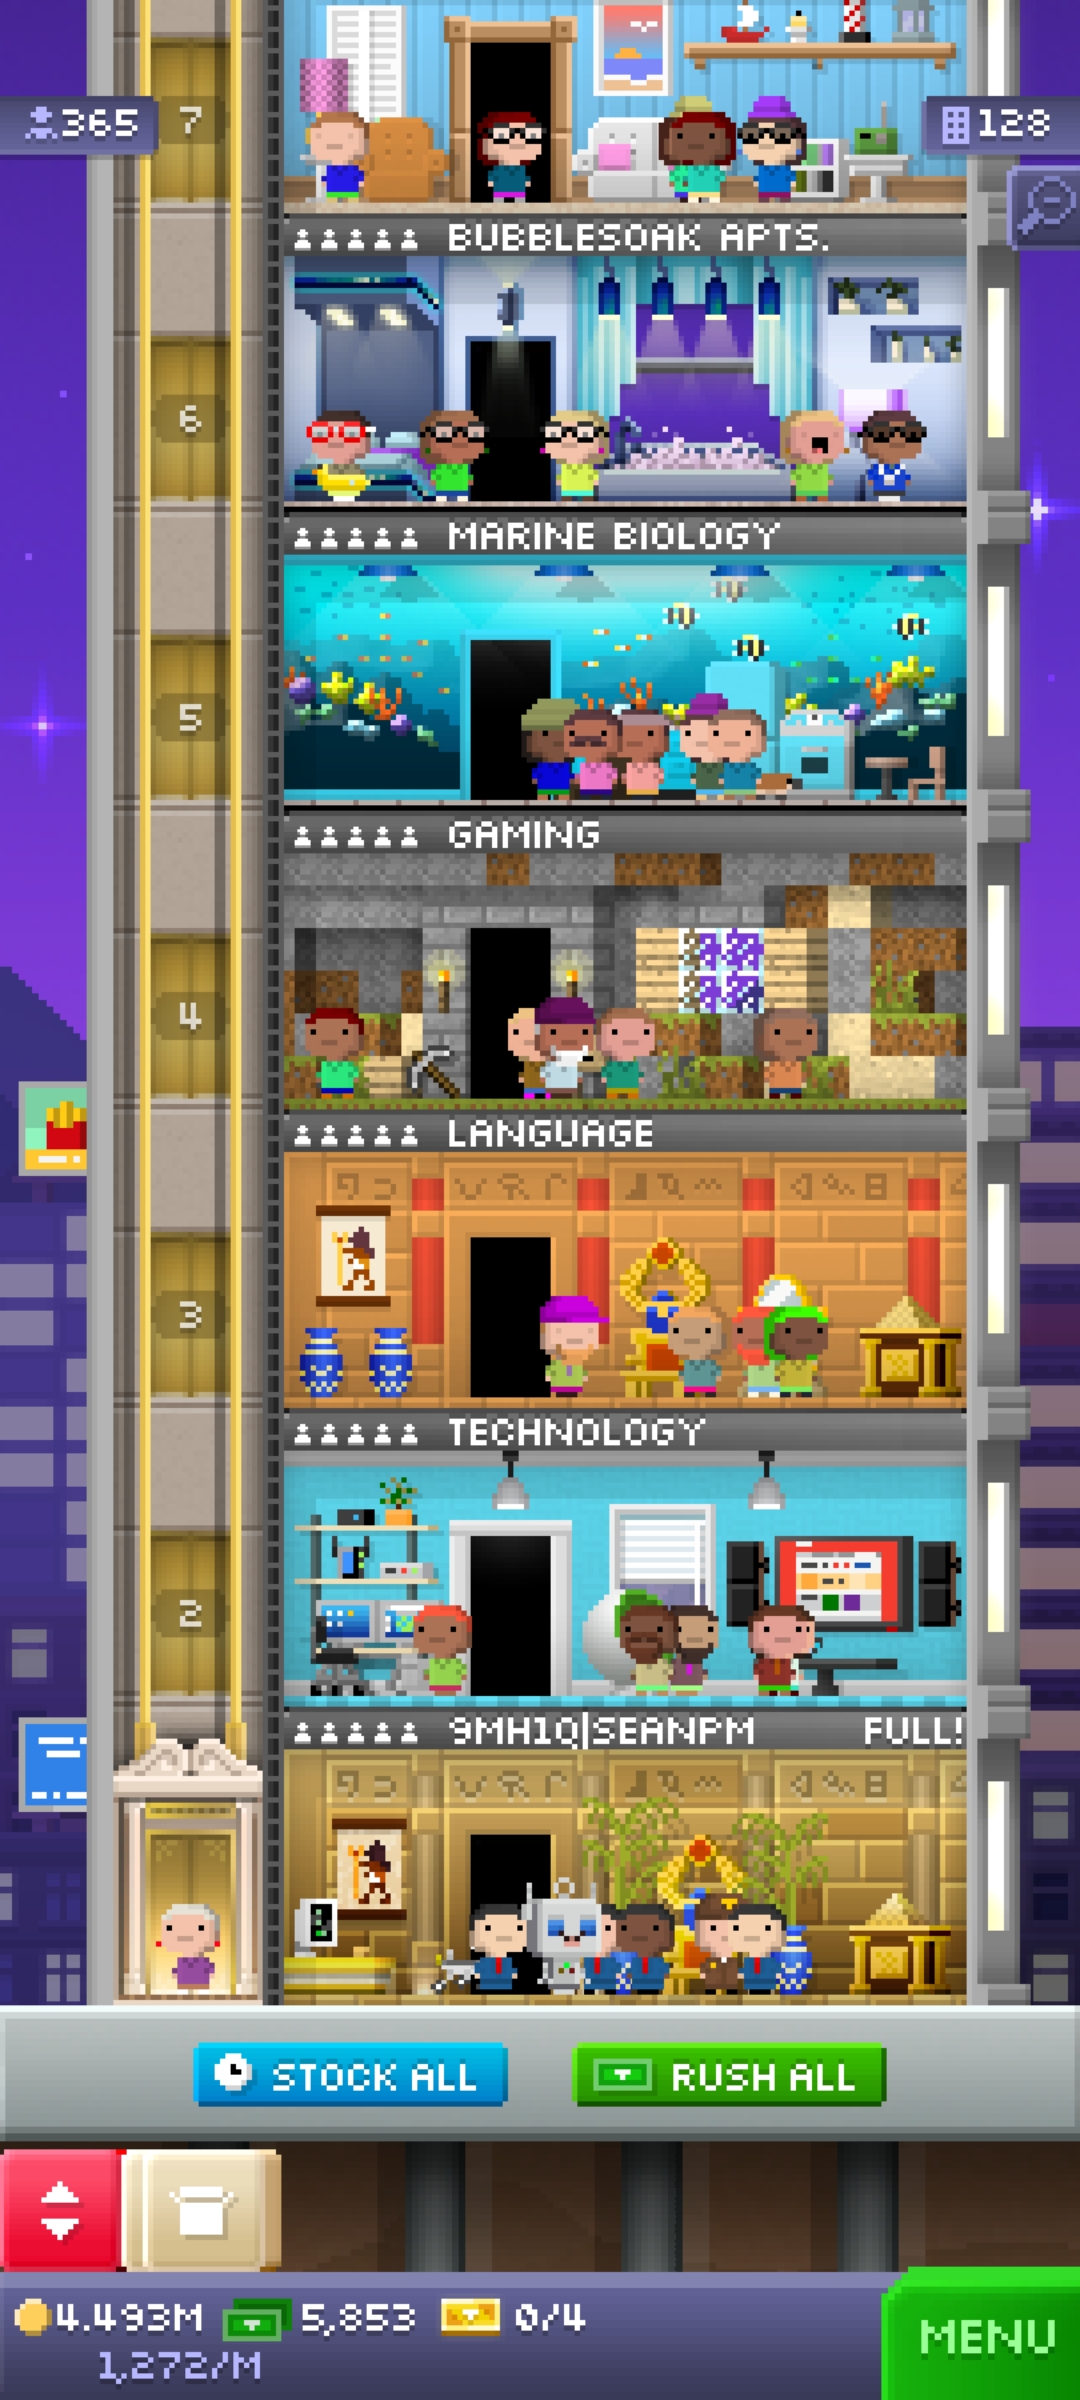 365
7
128
BUBBLESOAK APTS.
6
MARINE BIOLOGY
5
GAMING
4
LANGUAGE
3
TECHNOLOGY
2
9MH1Q|SEANPM FULL!
STOCK ALL
RUSH ALL
4.493M 5,853 0/4
1,272/M
MENU